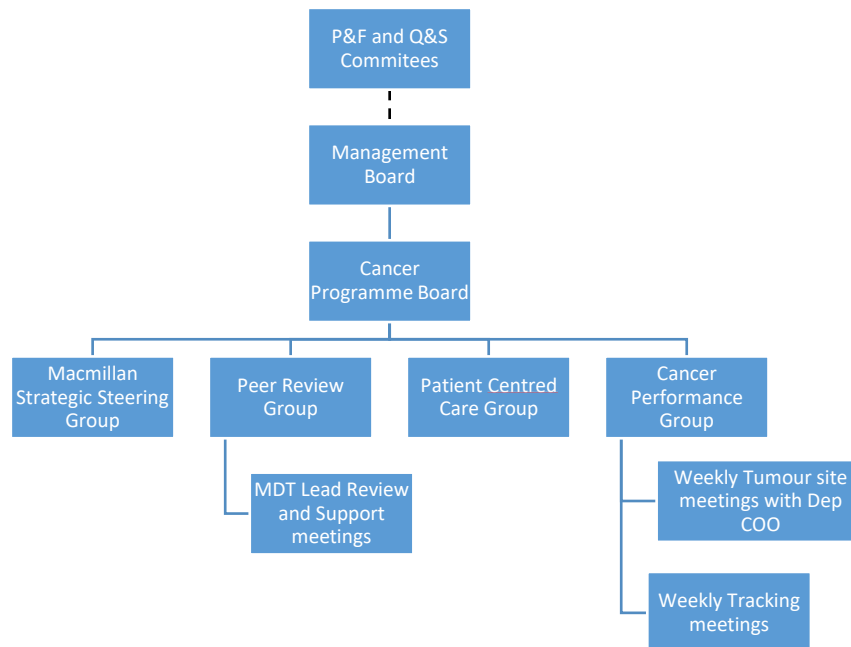 P&F and Q&S
Commitees
Management
Board
Cancer
Programme Board
Macmillan
Strategic Steering
Group
Peer Review
Group
Patient Centred
Care Group
Cancer
Performance
Group
MDT Lead Review
and Support
meetings
Weekly Tumour site
meetings with Dep
COO
Weekly Tracking
meetings